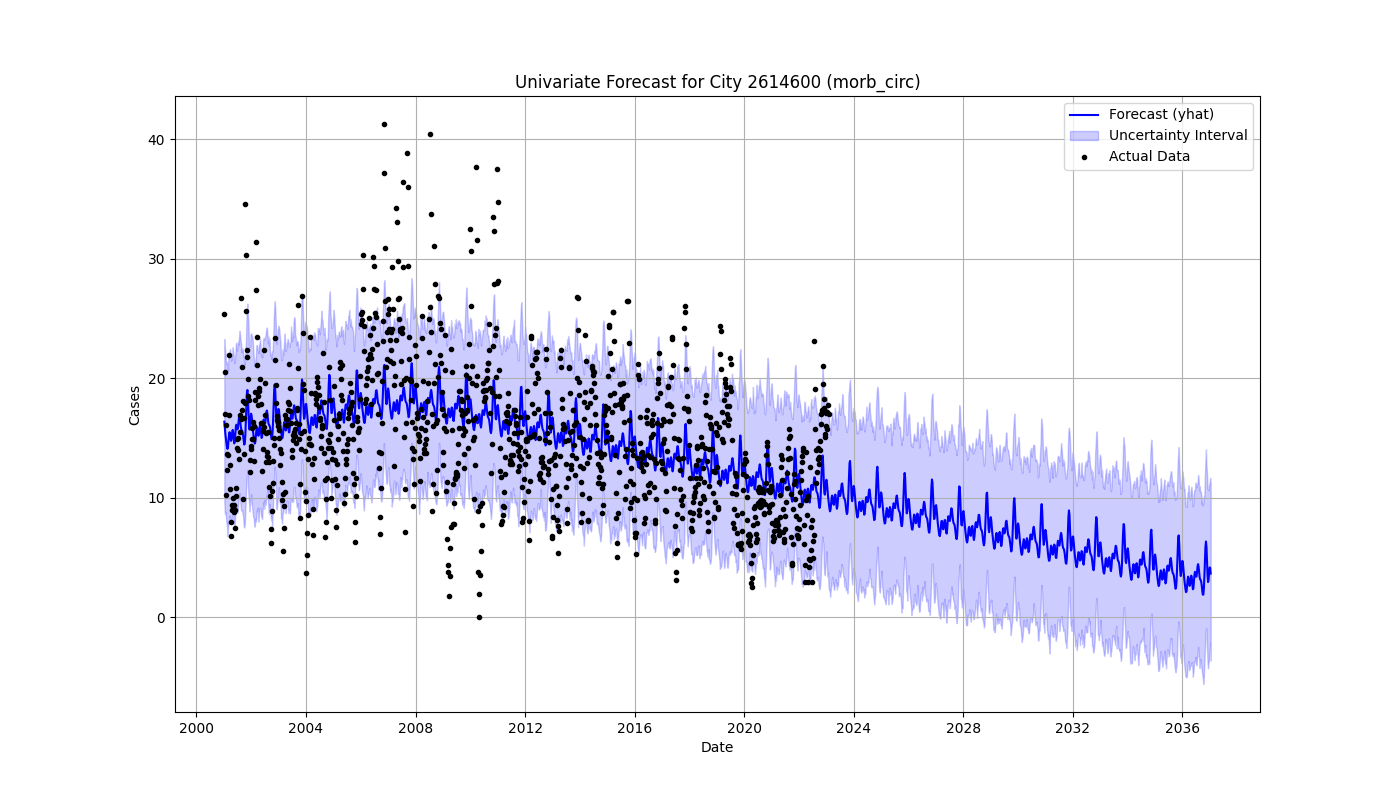 Univariate Forecast for City 2614600 (morb_circ)
Forecast (yhat)
Uncertainty Interval
Actual Data
Cases
40
30
20
10
0
2000 2004 2008 2012 2016 2020 2024 2028 2032 2036
Date